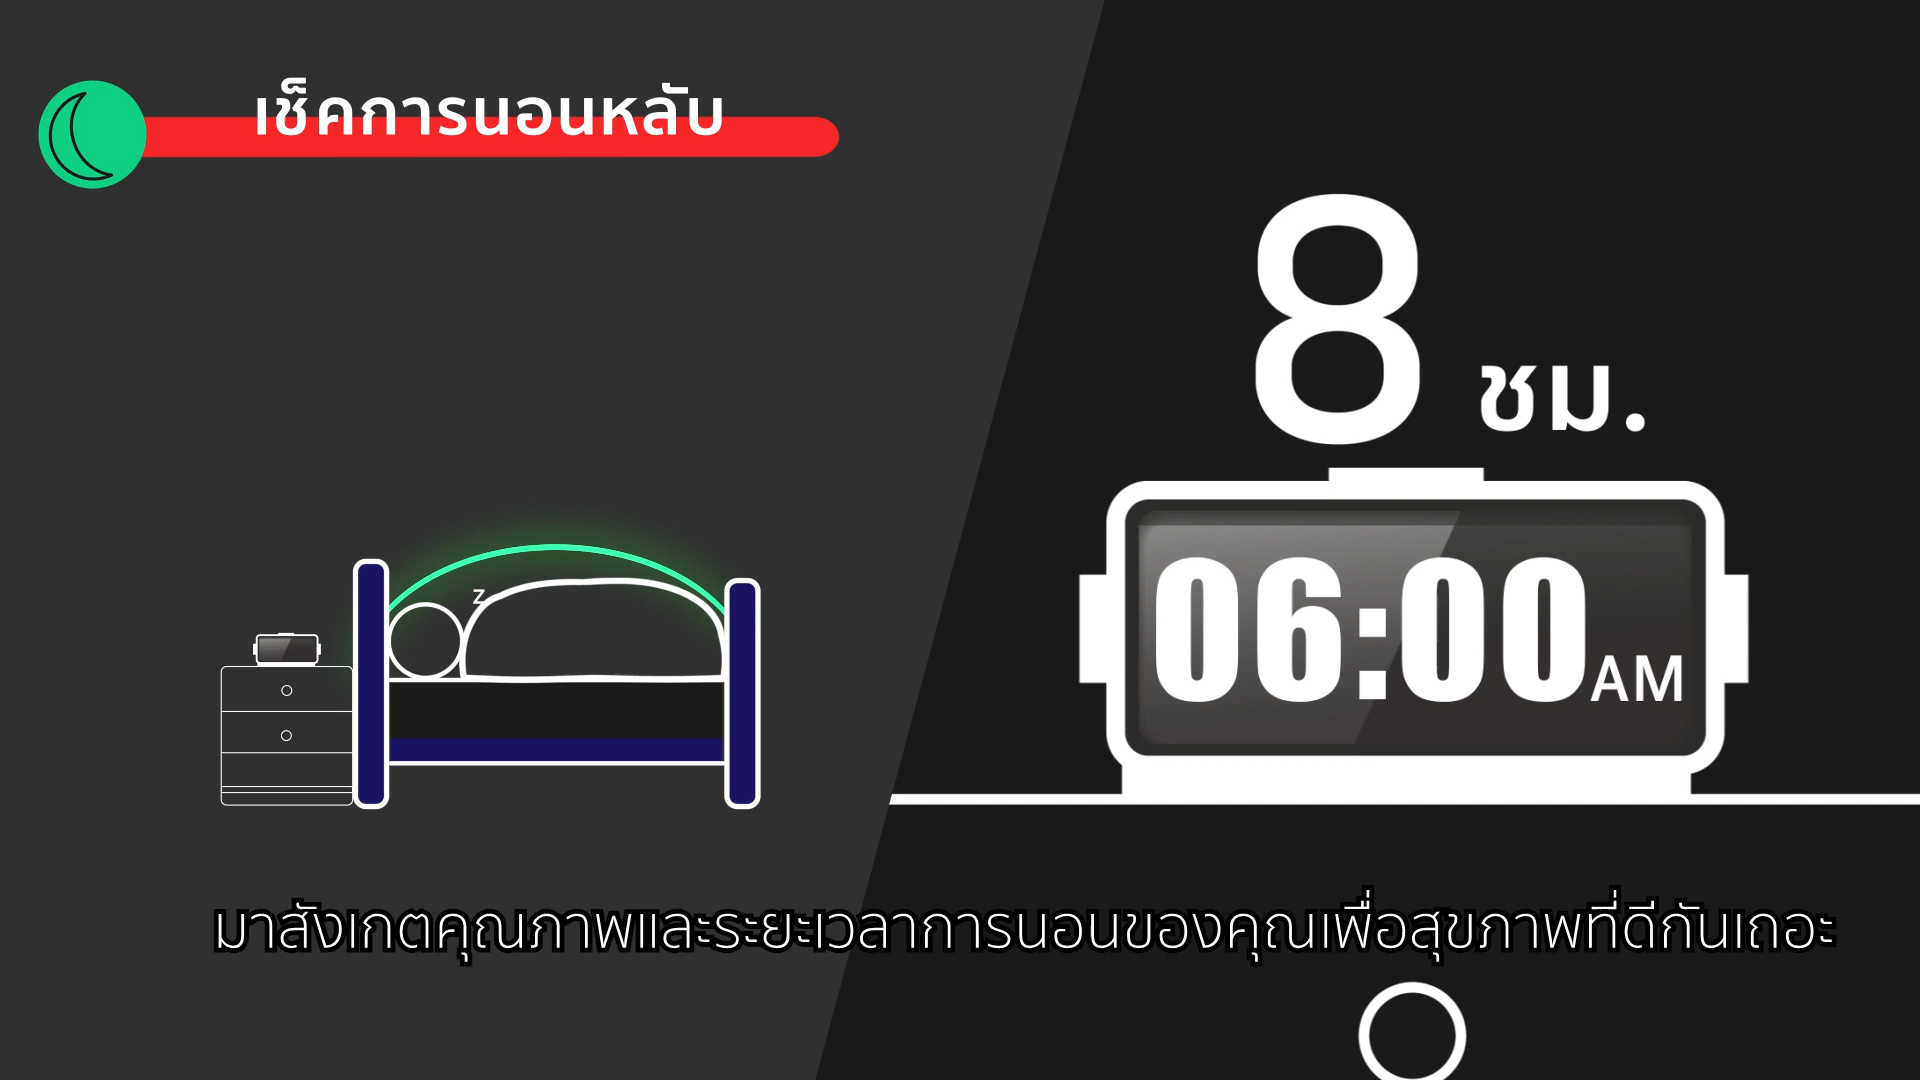 เช็คการนอนหลับ
8 ชม.
06:00 AM
z
มาสังเกตคุณภาพและระยะเวลาการนอนของคุณเพื่อสุขภาพที่ดีกันเถอะ